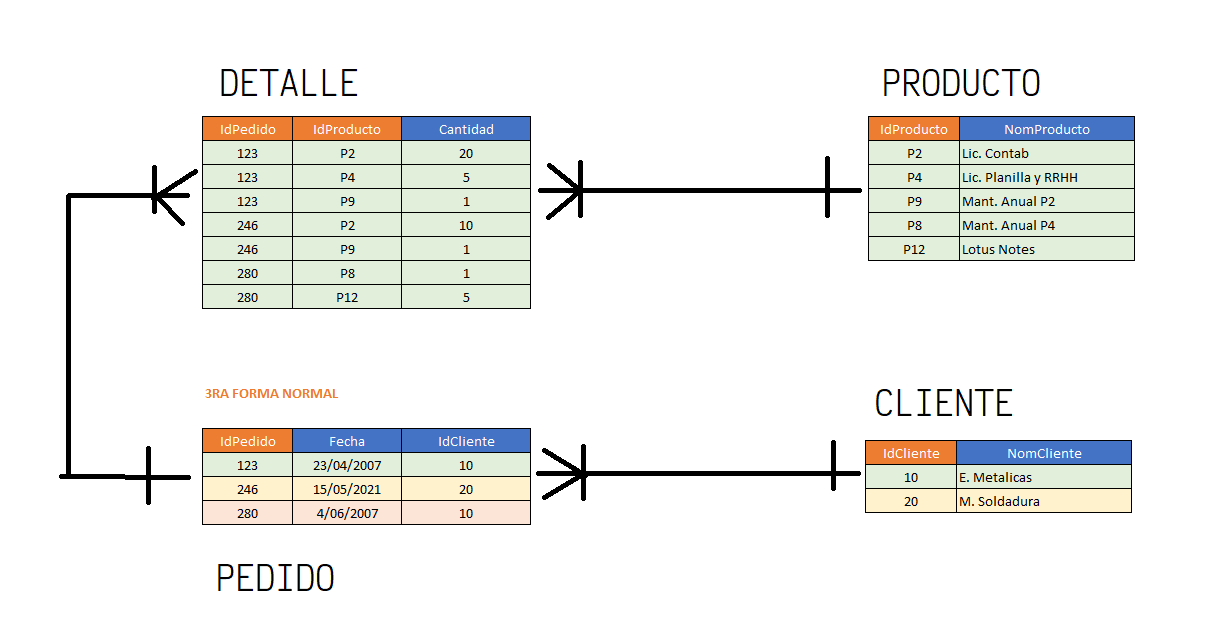 DETALLE
IdPedido IdProducto Cantidad
123 P2 20
123 P4 5
123 P9 1
246 P2 10
246 P9 1
280 P8 1
280 P12 5
PRODUCTO
IdProducto NomProducto
P2 Lic. Contab
P4 Lic. Planilla y RRHH
P9 Mant. Anual P2
P8 Mant. Anual P4
P12 Lotus Notes
3RA FORMA NORMAL
IdPedido Fecha IdCliente
123 23/04/2007 10
246 15/05/2021 20
280 4/06/2007 10
PEDIDO
CLIENTE
IdCliente NomCliente
10 E. Metalicas
20 M. Soldadura